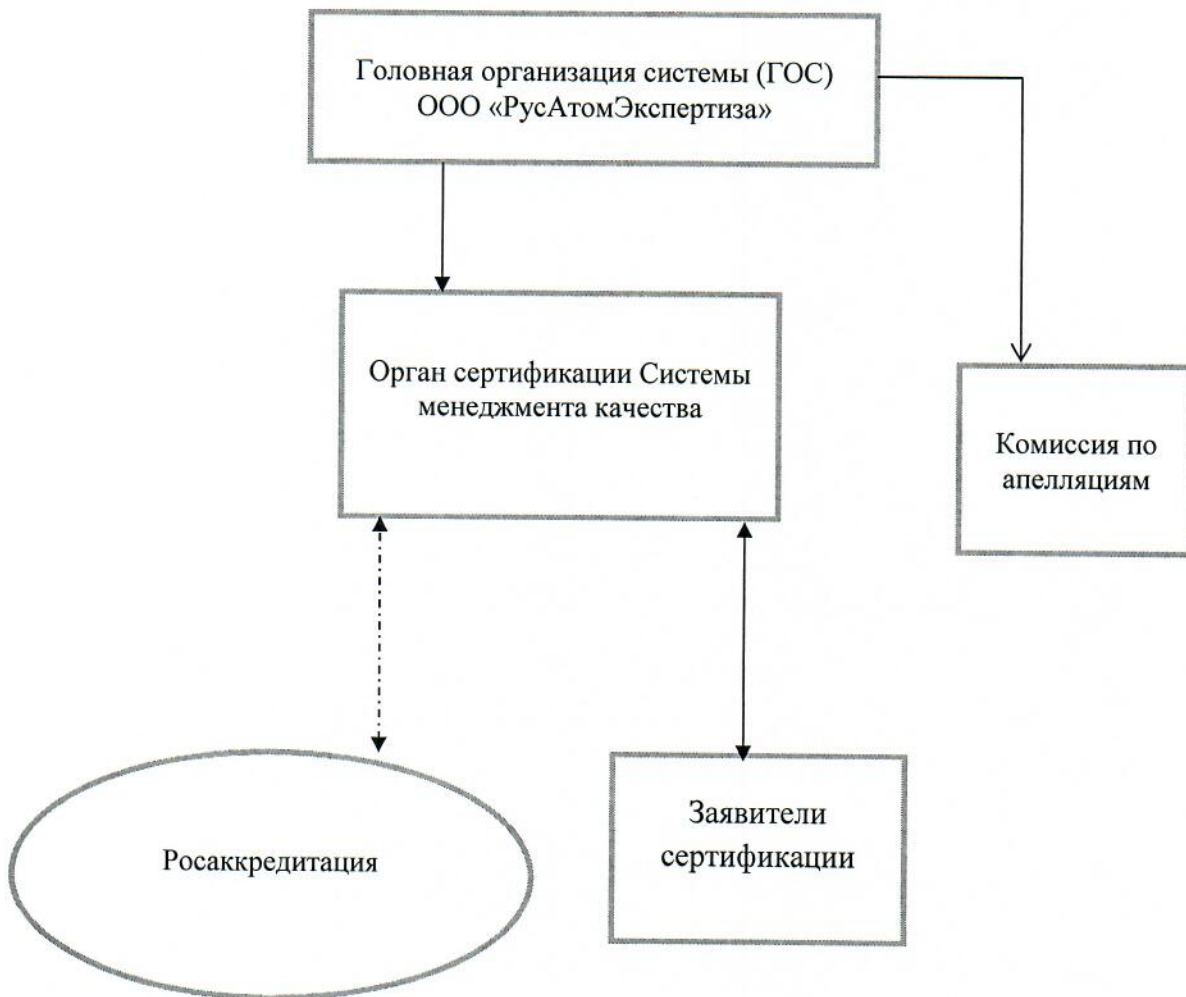 Головная организация системы (ГОС)
ООО «РусАтомЭкспертиза»
Орган сертификации Системы
менеджмента качества
Комиссия по
апелляциям
Заявители
сертификации
Росаккредитация